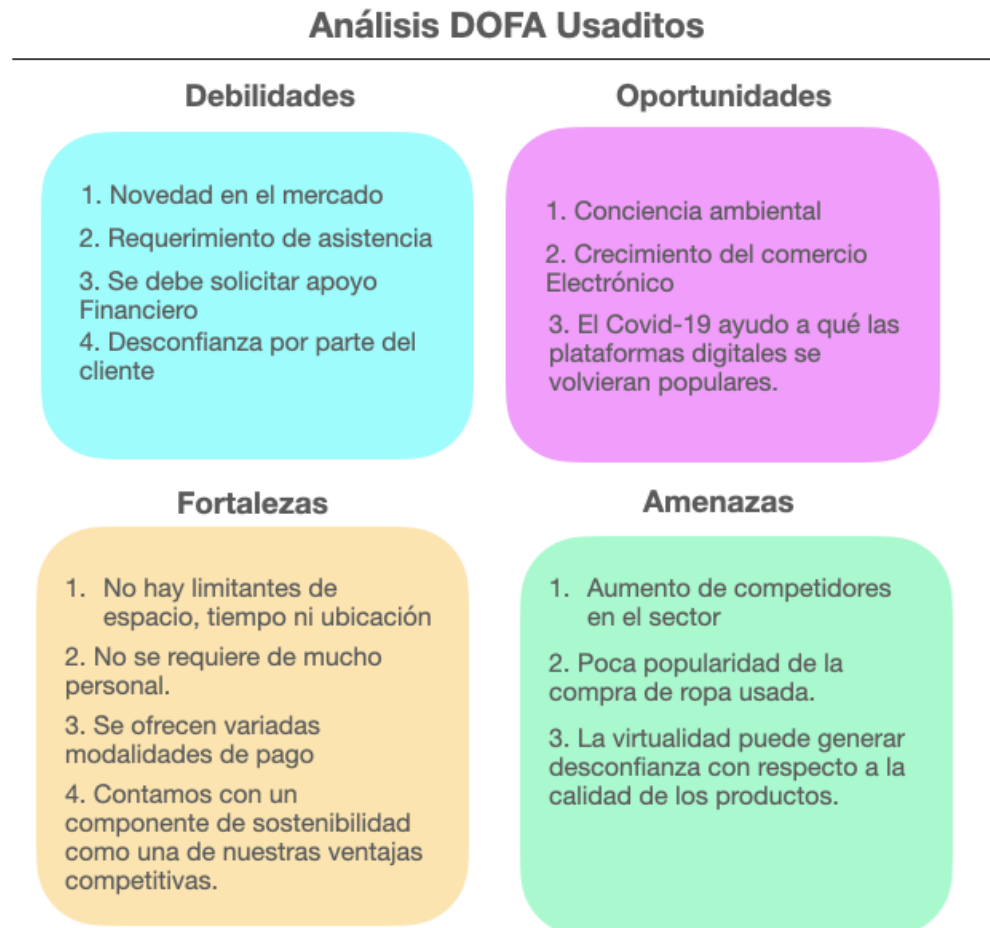 Análisis DOFA Usaditos
Debilidades
1. Novedad en el mercado
2. Requerimiento de asistencia
3. Se debe solicitar apoyo
Financiero
4. Desconfianza por parte del
cliente
Oportunidades
1. Conciencia ambiental
2. Crecimiento del comercio
Electrónico
3. El Covid-19 ayudo a qué las
plataformas digitales se
volvieran populares.
Fortalezas
1. No hay limitantes de
espacio, tiempo ni ubicación
2. No se requiere de mucho
personal.
3. Se ofrecen variadas
modalidades de pago
4. Contamos con un
componente de sostenibilidad
como una de nuestras ventajas
competitivas.
Amenazas
1. Aumento de competidores
en el sector
2. Poca popularidad de la
compra de ropa usada.
3. La virtualidad puede generar
desconfianza con respecto a la
calidad de los productos.